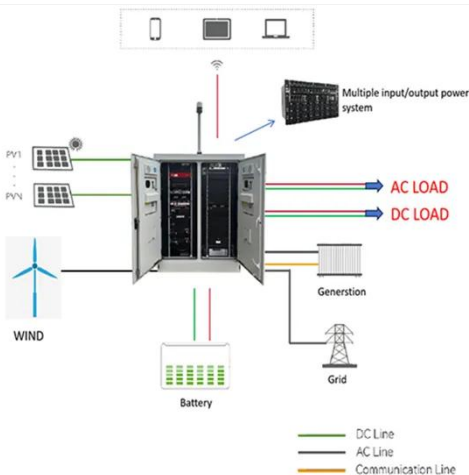 Multiple input/output power
system
PV1
PVN
AC LOAD
DC LOAD
WIND
Generstion
Battery
Grid
DC Line
AC Line
Communication Line